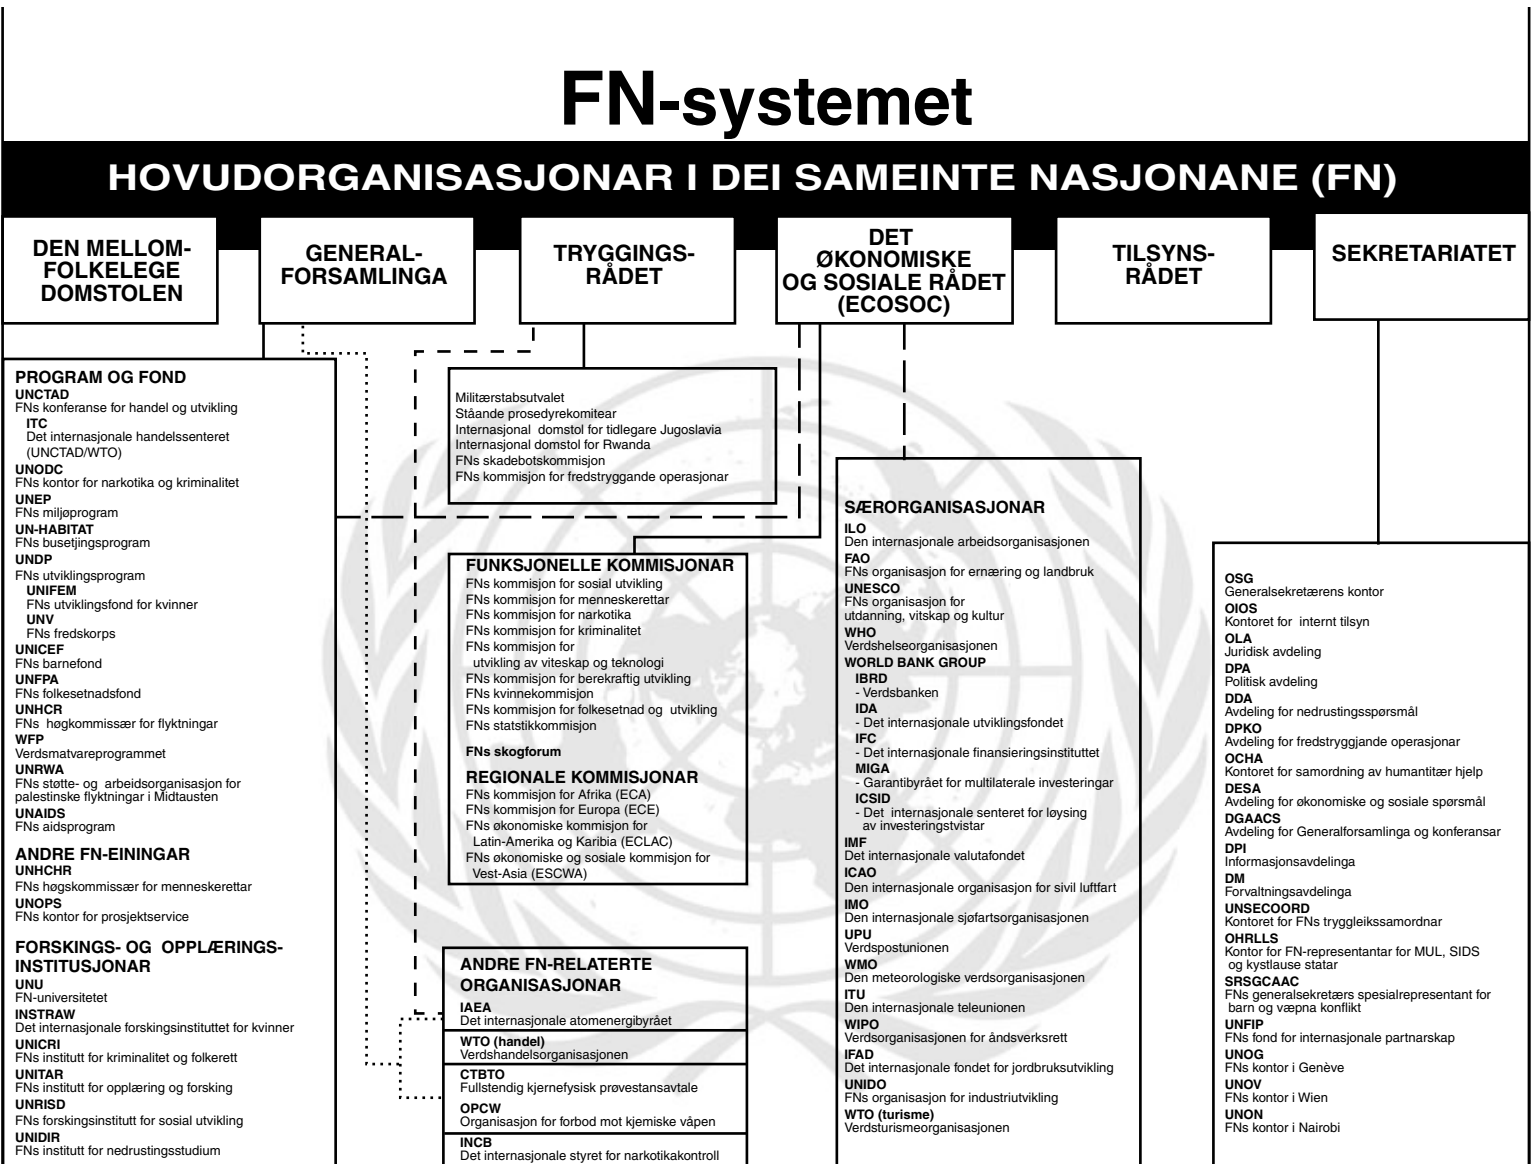 FN-systemet
HOVUDORGANISASJONAR I DEI SAMEINTE NASJONANE (FN)
DEN MELLOM-
FOLKELEGE
DOMSTOLEN
GENERAL-
FORSAMLINGA
TRYGGINGS-
RÅDET
DET
ØKONOMISKE
OG SOSIALE RÅDET
(ECOSOC)
TILSYNS-
RÅDET
SEKRETARIATET
PROGRAM OG FOND
UNCTAD
FNs konferanse for handel og utvikling
ITC
Det internasjonale handelssenteret
(UNCTAD/WTO)
UNODC
FNs kontor for narkotika og kriminalitet
UNEP
FNs miljøprogram
UN-HABITAT
FNs busetjingsprogram
UNDP
FNs utviklingsprogram
UNIFEM
FNs utviklingsfond for kvinner
UNV
FNs fredskorps
UNICEF
FNs barnefond
UNFPA
FNs folkesetnadsfond
UNHCR
FNs høgkommissær for flyktningar
WFP
Verdsmatvareprogrammet
UNRWA
FNs støtte- og arbeidsorganisasjon for
palestinske flyktningar i Midtausten
UNAIDS
FNs aidsprogram
ANDRE FN-EININGAR
UNHCHR
FNs høgskommissær for menneskerettar
UNOPS
FNs kontor for prosjektservice
FORSKINGS- OG OPPLÆRINGS-
INSTITUSJONAR
UNU
FN-universitetet
INSTRAW
Det internasjonale forskingsinstituttet for kvinner
UNICRI
FNs institutt for kriminalitet og folkerett
UNITAR
FNs institutt for opplæring og forsking
UNRISD
FNs forskingsinstitutt for sosial utvikling
UNIDIR
FNs institutt for nedrustingsstudium
Militærstabsutvalet
Ståande prosedyrekomitear
Internasjonal domstol for tidlegare Jugoslavia
Internasjonal domstol for Rwanda
FNs skadebotskommisjon
FNs kommisjon for fredstryggande operasjonar
FUNKSJONELLE KOMMISJONAR
FNs kommisjon for sosial utvikling
FNs kommisjon for menneskerettar
FNs kommisjon for narkotika
FNs kommisjon for kriminalitet
FNs kommisjon for
utvikling av viteskap og teknologi
FNs kommisjon for berekraftig utvikling
FNs kvinnekommisjon
FNs kommisjon for folkesetnad og utvikling
FNs statstikkommisjon
FNs skogforum
REGIONALE KOMMISJONAR
FNs kommisjon for Afrika (ECA)
FNs kommisjon for Europa (ECE)
FNs økonomiske kommisjon for
Latin-Amerika og Karibia (ECLAC)
FNs økonomiske og sosiale kommisjon for
Vest-Asia (ESCWA)
ANDRE FN-RELATERTE
ORGANISASJONAR
IAEA
Det internasjonale atomenergibyrået
WTO (handel)
Verdshandelsorganisasjonen
CTBTO
Fullstendig kjernefysisk prøvestansavtale
OPCW
Organisasjon for forbod mot kjemiske våpen
INCB
Det internasjonale styret for narkotikakontroll
SÆRORGANISASJONAR
ILO
Den internasjonale arbeidsorganisasjonen
FAO
FNs organisasjon for ernæring og landbruk
UNESCO
FNs organisasjon for
utdanning, vitskap og kultur
WHO
Verdshelseorganisasjonen
WORLD BANK GROUP
IBRD
- Verdsbanken
IDA
- Det internasjonale utviklingsfondet
IFC
- Det internasjonale finansieringsinstituttet
MIGA
- Garantibyrået for multilaterale investeringar
ICSID
- Det internasjonale senteret for løysing
av investeringstvistar
IMF
Det internasjonale valutafondet
ICAO
Den internasjonale organisasjon for sivil luftfart
IMO
Den internasjonale sjøfartsorganisasjonen
UPU
Verdspostunionen
WMO
Den meteorologiske verdsorganisasjonen
ITU
Den internasjonale teleunionen
WIPO
Verdsorganisasjonen for åndsverksrett
IFAD
Det internasjonale fondet for jordbruksutvikling
UNIDO
FNs organisasjon for industriutvikling
WTO (turisme)
Verdsturismeorganisasjonen
OSG
Generalsekretærens kontor
OIOS
Kontoret for internt tilsyn
OLA
Juridisk avdeling
DPA
Politisk avdeling
DDA
Avdeling for nedrustingsspørsmål
DPKO
Avdeling for fredstryggjande operasjonar
OCHA
Kontoret for samordning av humanitær hjelp
DESA
Avdeling for økonomiske og sosiale spørsmål
DGAACS
Avdeling for Generalforsamlinga og konferansar
DPI
Informasjonsavdelinga
DM
Forvaltningsavdelinga
UNSECOORD
Kontoret for FNs tryggleikssamordnar
OHRLLS
Kontor for FN-representantar for MUL, SIDS
og kystlause statar
SRSGCAAC
FNs generalsekretærs spesialrepresentant for
barn og væpna konflikt
UNFIP
FNs fond for internasjonale partnarskap
UNOG
FNs kontor i Genève
UNOV
FNs kontor i Wien
UNON
FNs kontor i Nairobi